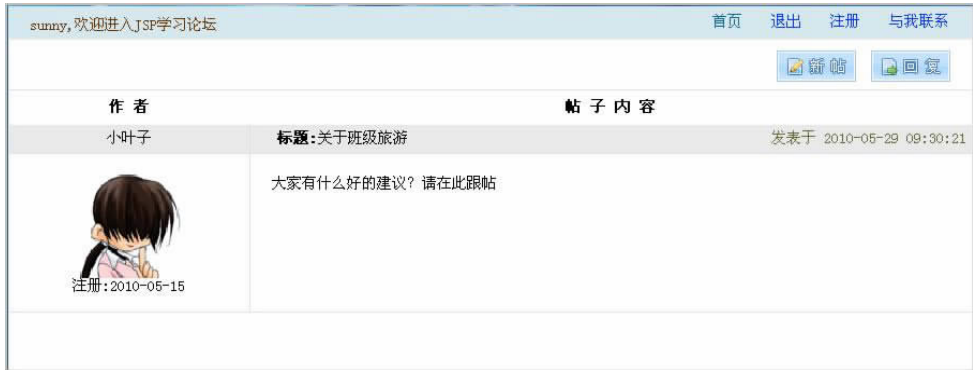 sunny,欢迎进入JSP学习论坛 首页 退出 注册 与我联系
新帖 回复
作 者 帖 子 内 容
小叶子 标题:关于班级旅游 发表于 2010-05-29 09:30:21
大家有什么好的建议?请在此跟帖
注册:2010-05-15